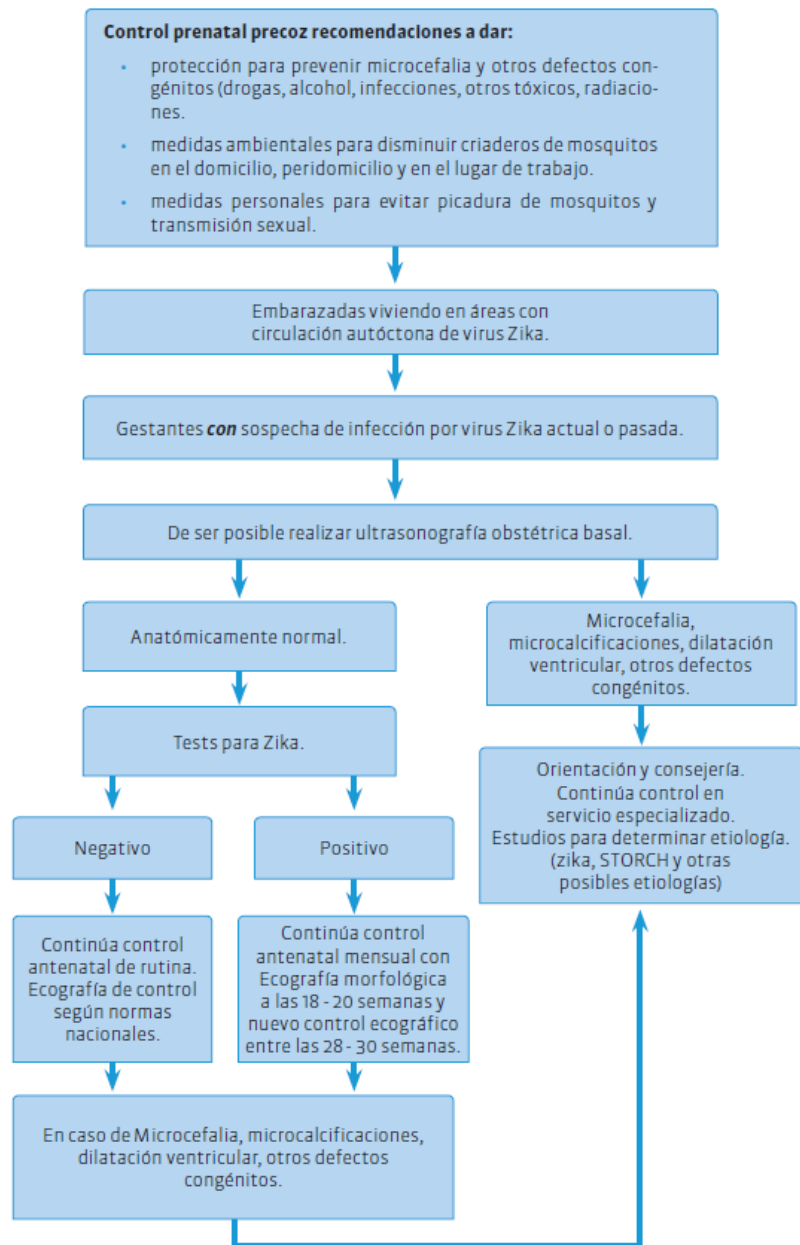 Control prenatal precoz recomendaciones a dar:
• protección para prevenir microcefalia y otros defectos con-
génitos (drogas, alcohol, infecciones, otros tóxicos, radiacio-
nes.
• medidas ambientales para disminuir criaderos de mosquitos
en el domicilio, peridomicilio y en el lugar de trabajo.
• medidas personales para evitar picadura de mosquitos y
transmisión sexual.
Embarazadas viviendo en áreas con
circulación autóctona de virus Zika.
Gestantes con sospecha de infección por virus Zika actual o pasada.
De ser posible realizar ultrasonografía obstétrica basal.
Anatómicamente normal.
Microcefalia,
microcalcificaciones, dilatación
ventricular, otros defectos
congénitos.
Tests para Zika.
Orientación y consejería.
Continúa control en
servicio especializado.
Estudios para determinar etiología.
(zika, STORCH y otras
posibles etiologías)
Negativo
Positivo
Continúa control
antenatal de rutina.
Ecografía de control
según normas
nacionales.
Continúa control
antenatal mensual con
Ecografía morfológica
a las 18 - 20 semanas y
nuevo control ecográfico
entre las 28 - 30 semanas.
En caso de Microcefalia, microcalcificaciones,
dilatación ventricular, otros defectos
congénitos.